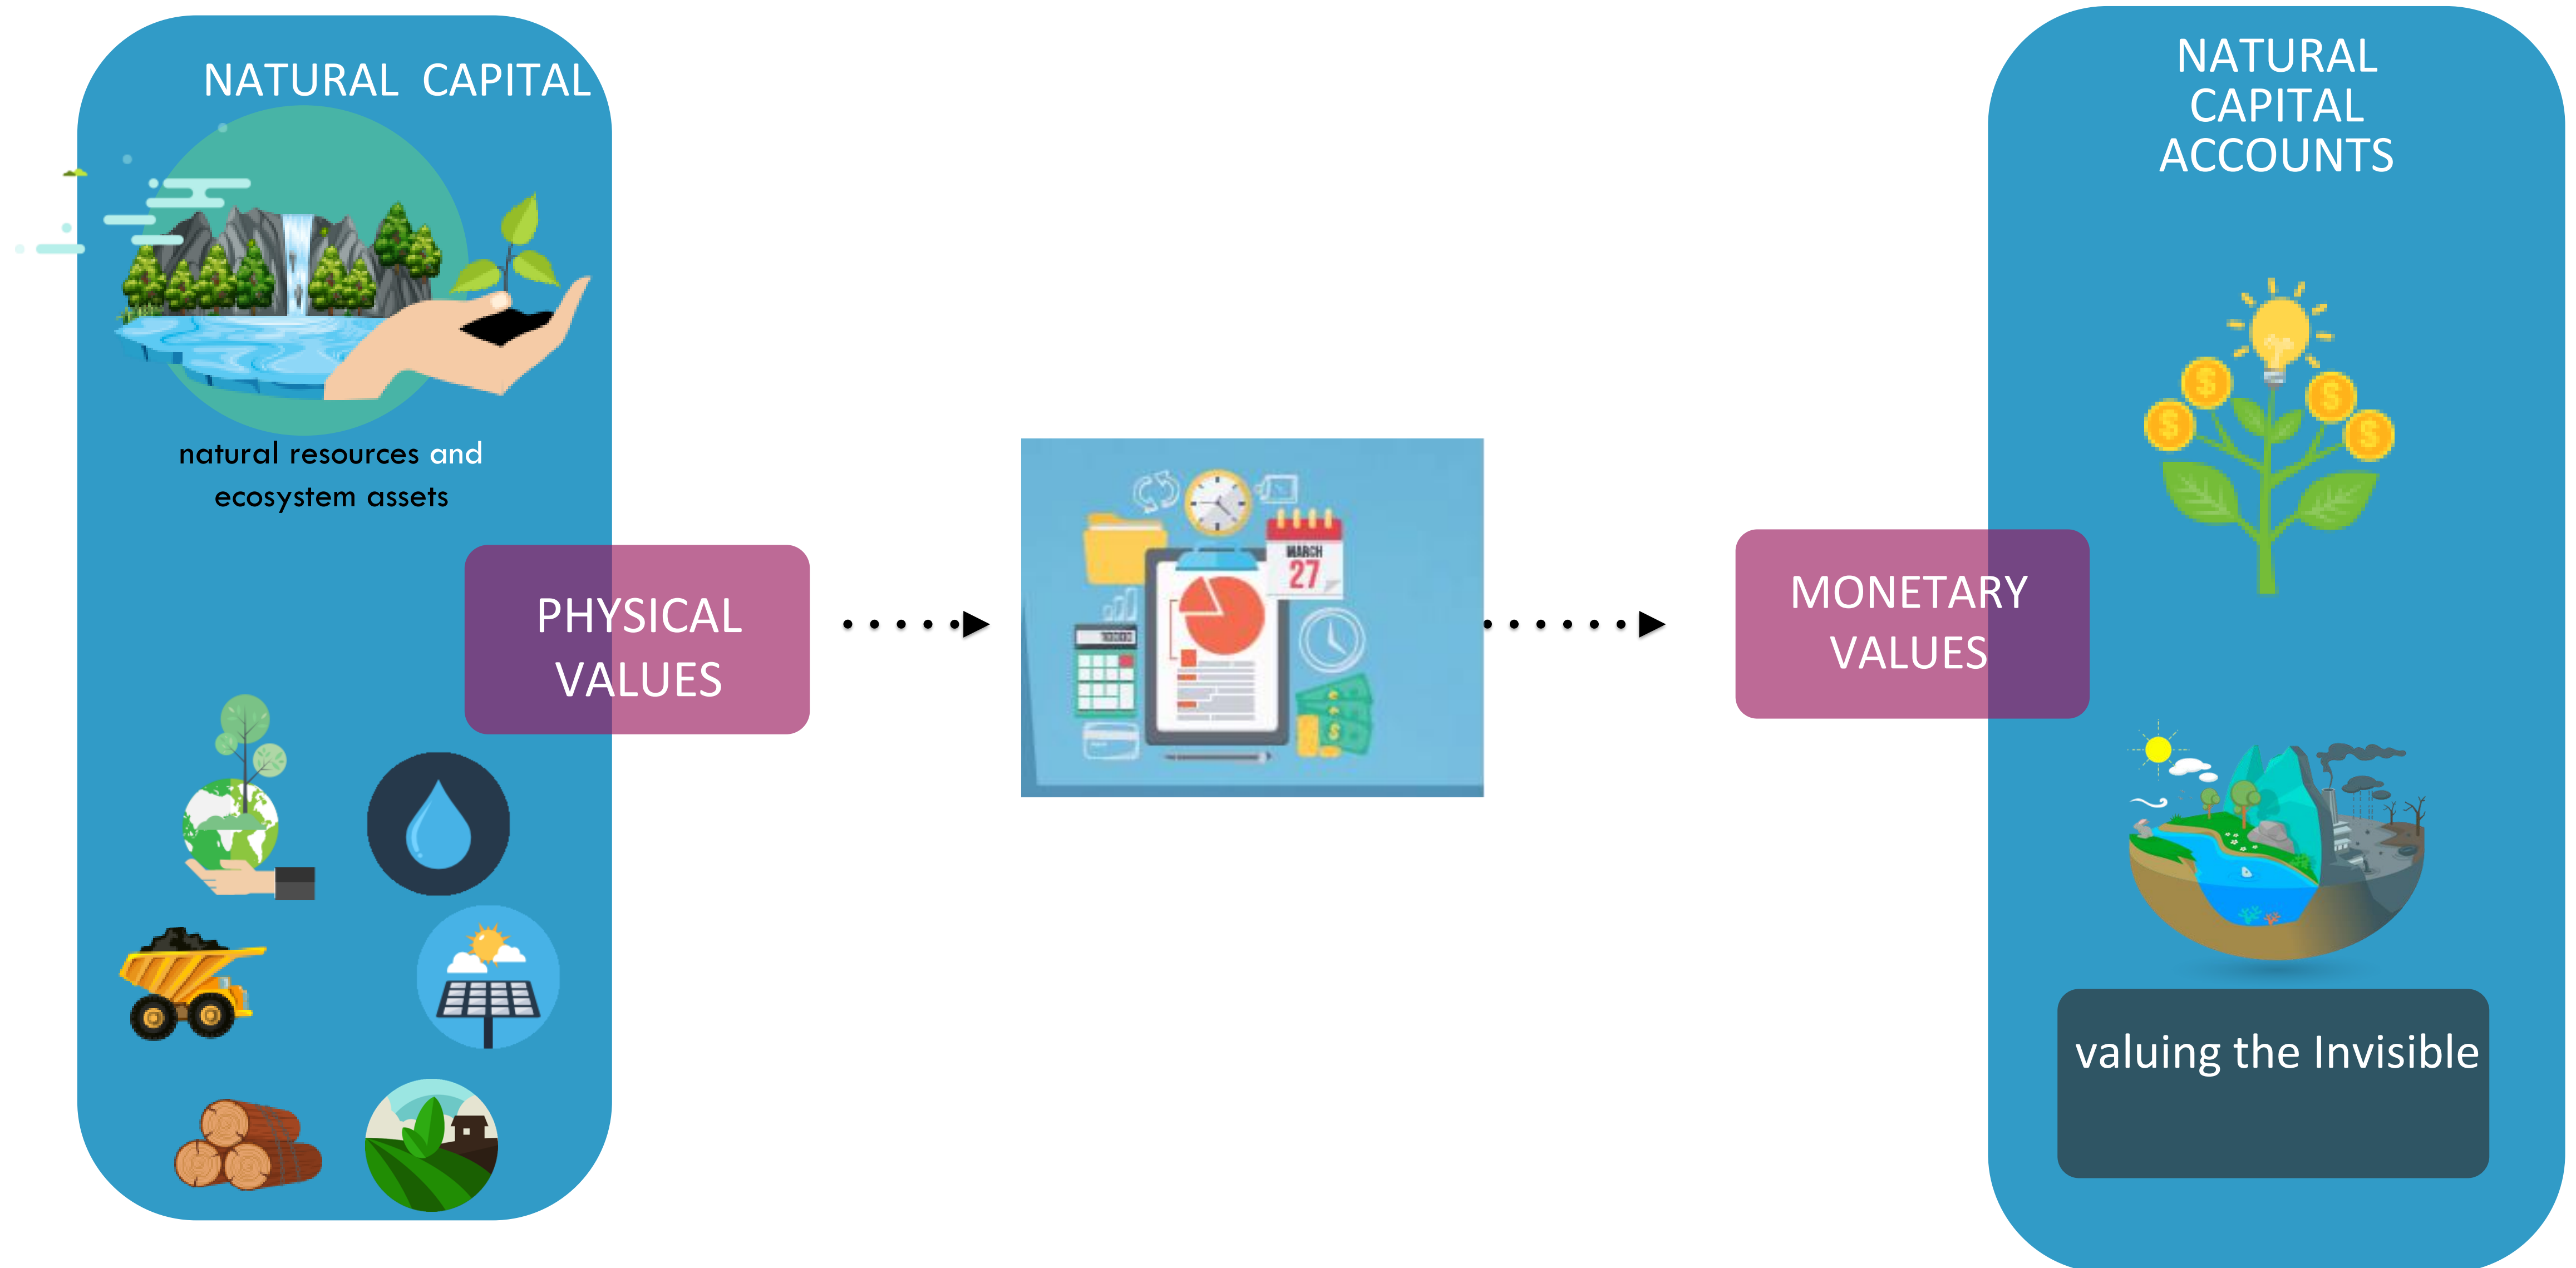 NATURAL CAPITAL
natural resources and
ecosystem assets
PHYSICAL
VALUES
MARCH
27
$
MONETARY
VALUES
NATURAL
CAPITAL
ACCOUNTS
$
$
$
$
valuing the Invisible